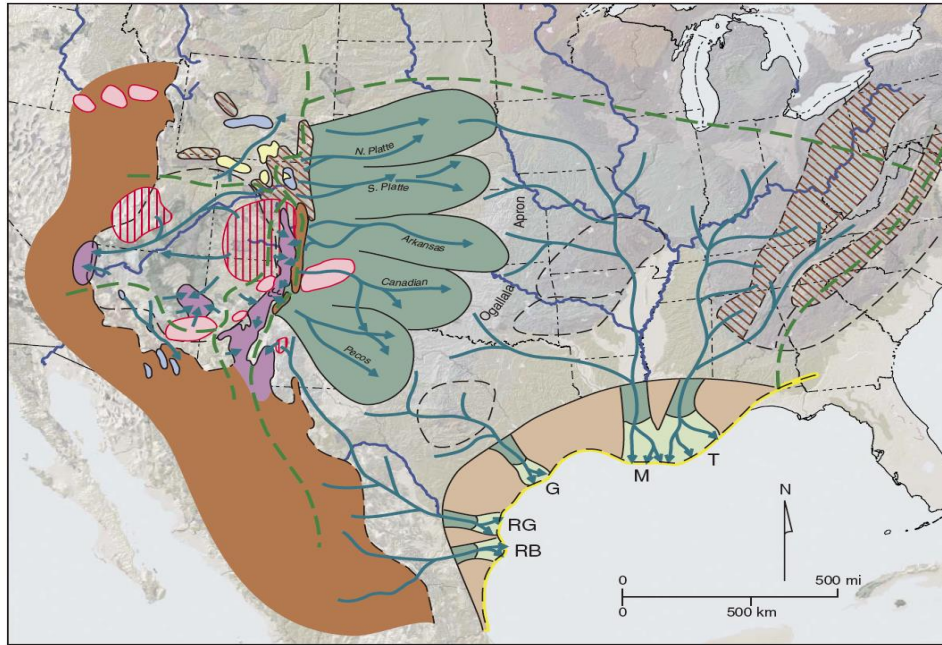 N. Platte
S. Platte
Apron
Arkansas
Canadian
Ogallala
Pecos
G
M
T
N
RG
RB
0
500 mi
0
500 km